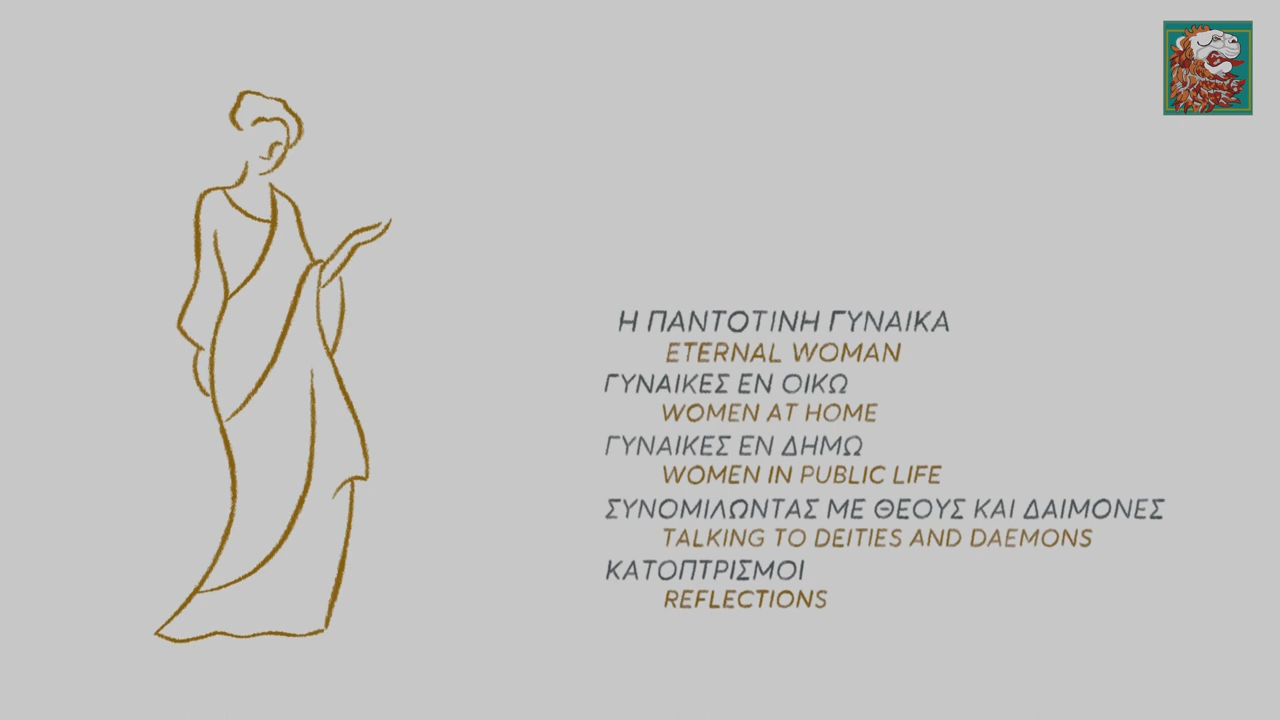 Η ΠΑΝΤΟΤΙΝΗ ΓΥΝΑΙΚΑ
ETERNAL WOMAN
ΓΥΝΑΙΚΕΣ ΕΝ ΟΙΚΩ
WOMEN AT HOME
ΓΥΝΑΙΚΕΣ ΕΝ ΔΗΜΩ
WOMEN IN PUBLIC LIFE
ΣΥΝΟΜΙΛΩΝΤΑΣ ΜΕ ΘΕΟΥΣ ΚΑΙ ΔΑΙΜΟΝΕΣ
TALKING TO DEITIES AND DAEMONS
ΚΑΤΟΠΤΡΙΣΜΟΙ
REFLECTIONS